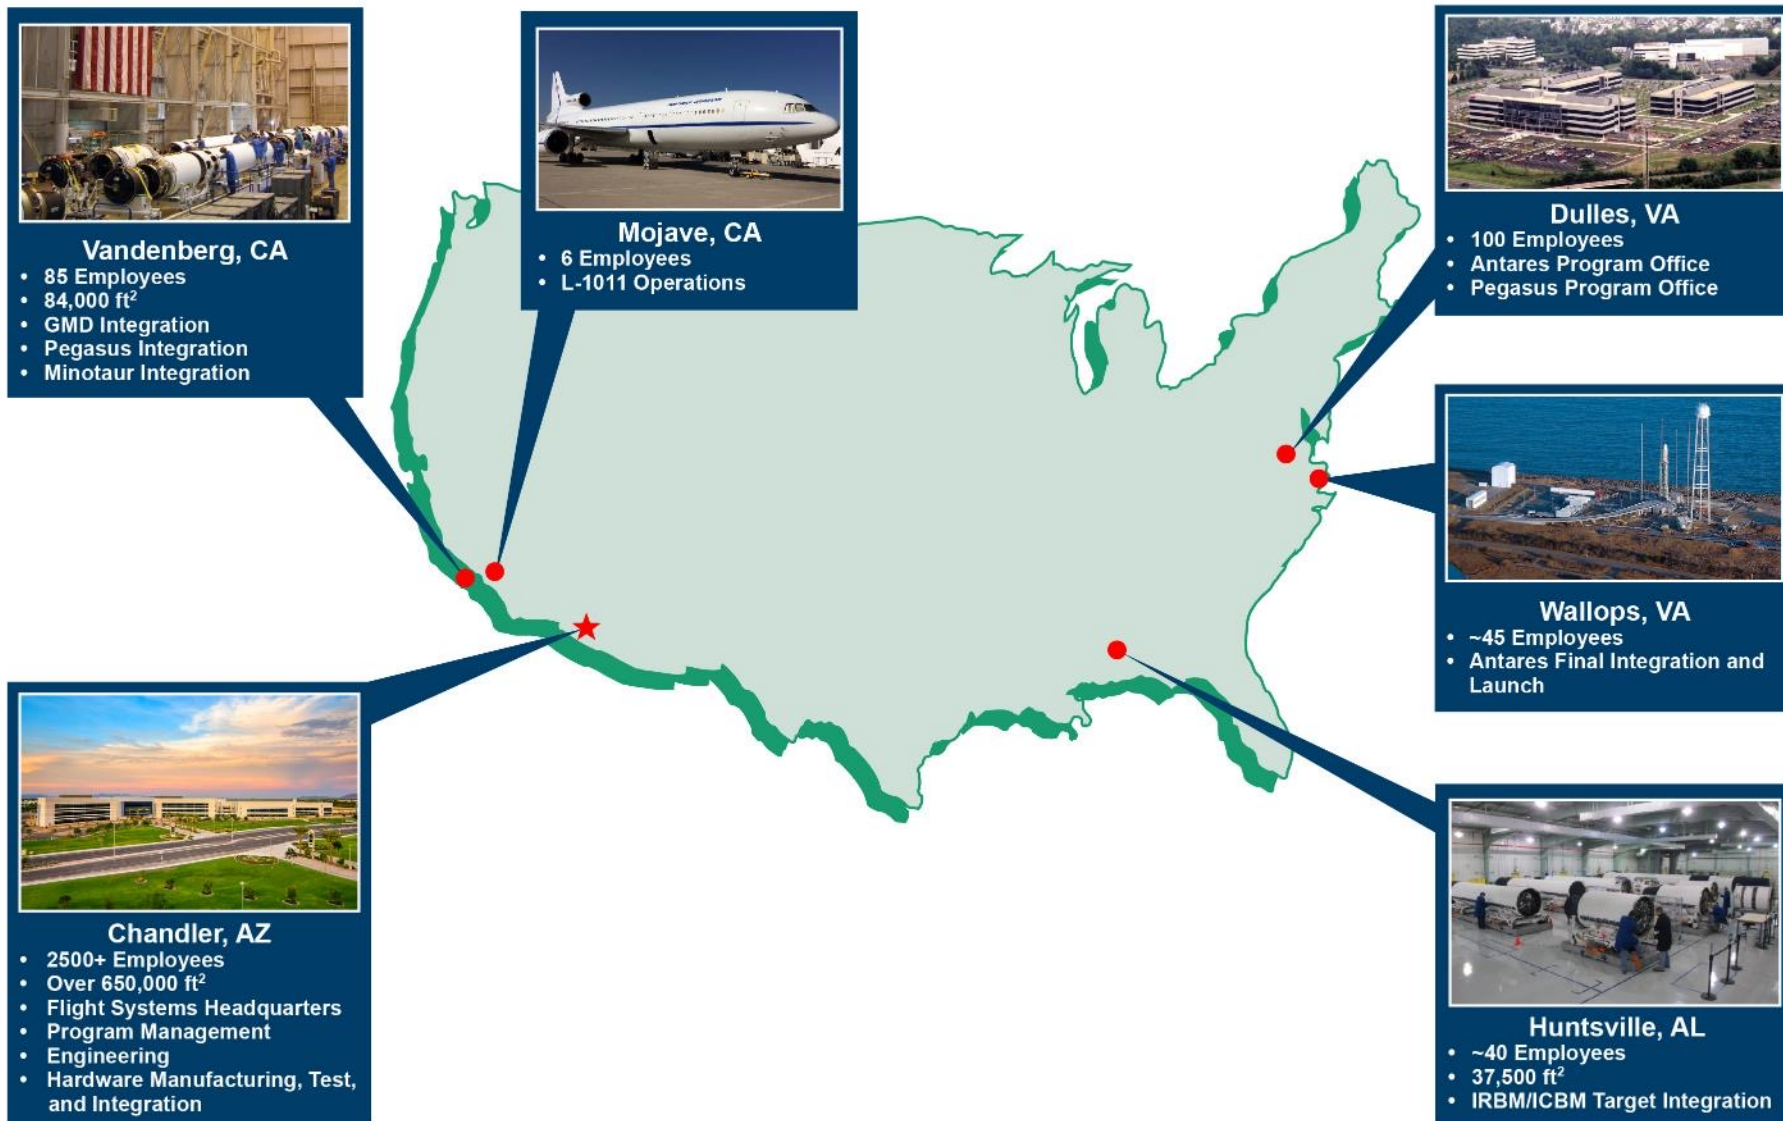 Vandenberg, CA
• 85 Employees
• 84,000 ft²
• GMD Integration
• Pegasus Integration
• Minotaur Integration
Mojave, CA
• 6 Employees
• L-1011 Operations
Dulles, VA
• 100 Employees
• Antares Program Office
• Pegasus Program Office
Wallops, VA
• ~45 Employees
• Antares Final Integration and
Launch
Chandler, AZ
• 2500+ Employees
• Over 650,000 ft²
• Flight Systems Headquarters
• Program Management
• Engineering
• Hardware Manufacturing, Test,
and Integration
Huntsville, AL
• ~40 Employees
• 37,500 ft²
• IRBM/ICBM Target Integration